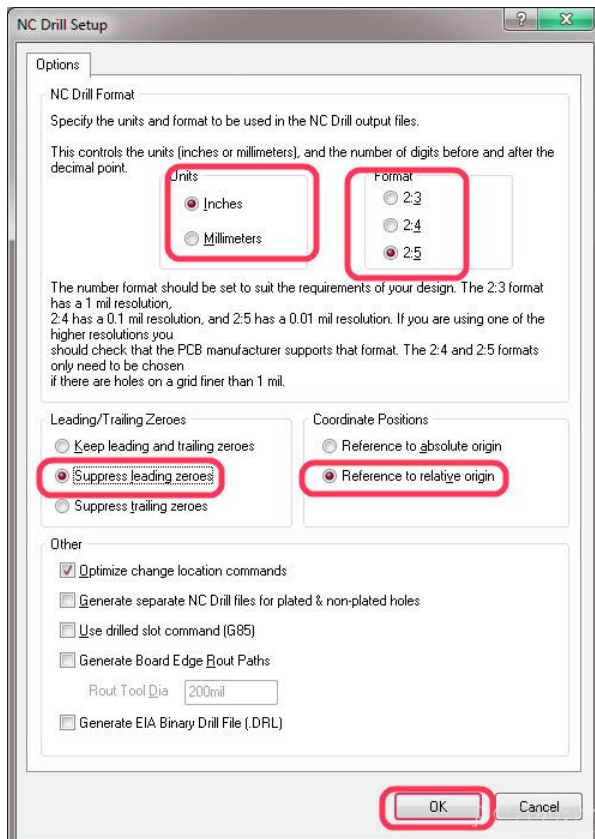 NC Drill Setup
Options
NC Drill Format
Specify the units and format to be used in the NC Drill output files.
This controls the units (inches or millimeters), and the number of digits before and after the
decimal point.
Units
Format
Inches
2:3
2:4
Millimeters
2:5
The number format should be set to suit the requirements of your design. The 2:3 format
has a 1 mil resolution,
2:4 has a 0.1 mil resolution, and 2:5 has a 0.01 mil resolution. If you are using one of the
higher resolutions you
should check that the PCB manufacturer supports that format. The 2:4 and 2:5 formats
only need to be chosen
if there are holes on a grid finer than 1 mil.
Leading/Trailing Zeroes
Keep leading and trailing zeroes
Suppress leading zeroes
Suppress trailing zeroes
Coordinate Positions
Reference to absolute origin
Reference to relative origin
Other
Optimize change location commands
Generate separate NC Drill files for plated & non-plated holes
Use drilled slot command (G85)
Generate Board Edge Rout Paths
Rout Tool Dia 200mil
Generate EIA Binary Drill File (.DRL)
OK
Cancel